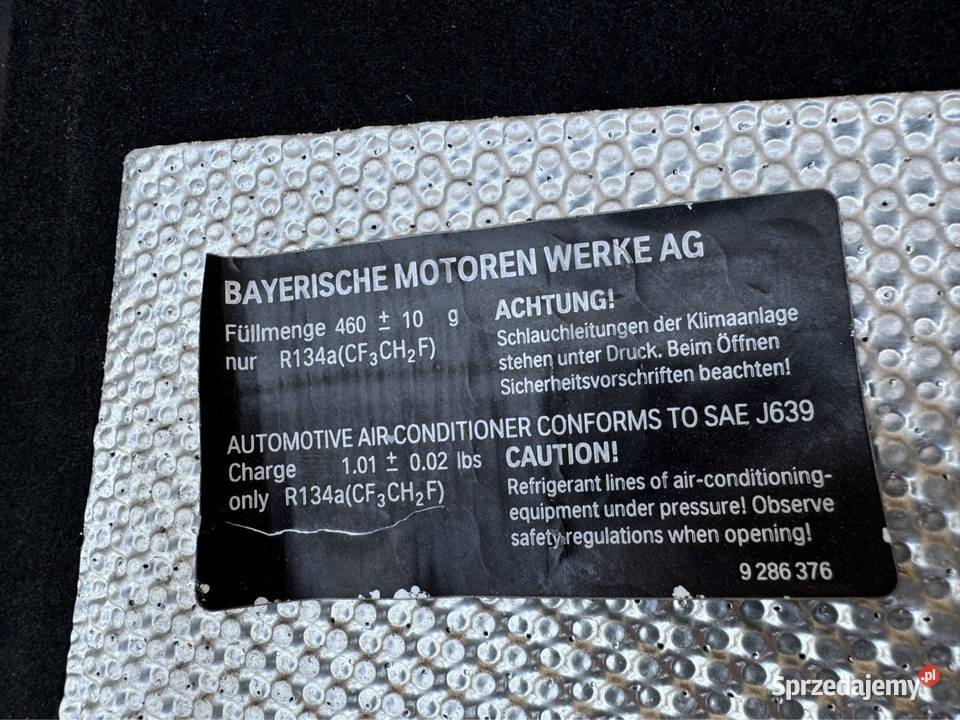 BAYERISCHE MOTOREN WERKE AG
Füllmenge 460 ± 10 g
nur R134a(CF₃CH₂F)
ACHTUNG!
Schlauchleitungen der Klimaanlage
stehen unter Druck. Beim Öffnen
Sicherheitsvorschriften beachten!
AUTOMOTIVE AIR CONDITIONER CONFORMS TO SAE J639
Charge 1.01 ± 0.02 lbs
only R134a(CF₃CH₂F)
CAUTION!
Refrigerant lines of air-conditioning-
equipment under pressure! Observe
safety regulations when opening!
9 286 376
Sprzedajemy.pl